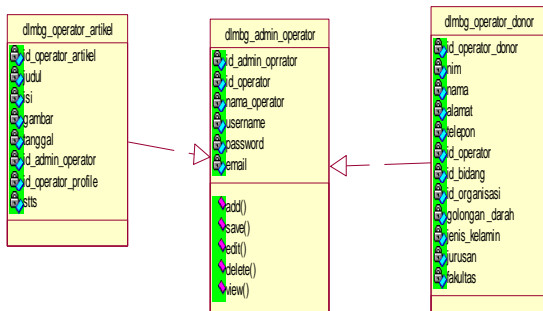 dlmbg_operator_artikel
id_operator_artikel
judul
isi
gambar
tanggal
id_admin_operator
id_operator_profile
stts
dlmbg_admin_operator
id_admin_oprrator
id_operator
nama_operator
username
password
email
add()
save()
edit()
delete()
view()
dlmbg_operator_donor
id_operator_donor
nim
nama
alamat
telepon
id_operator
id_bidang
id_organisasi
golongan_darah
jenis_kelamin
jurusan
fakultas